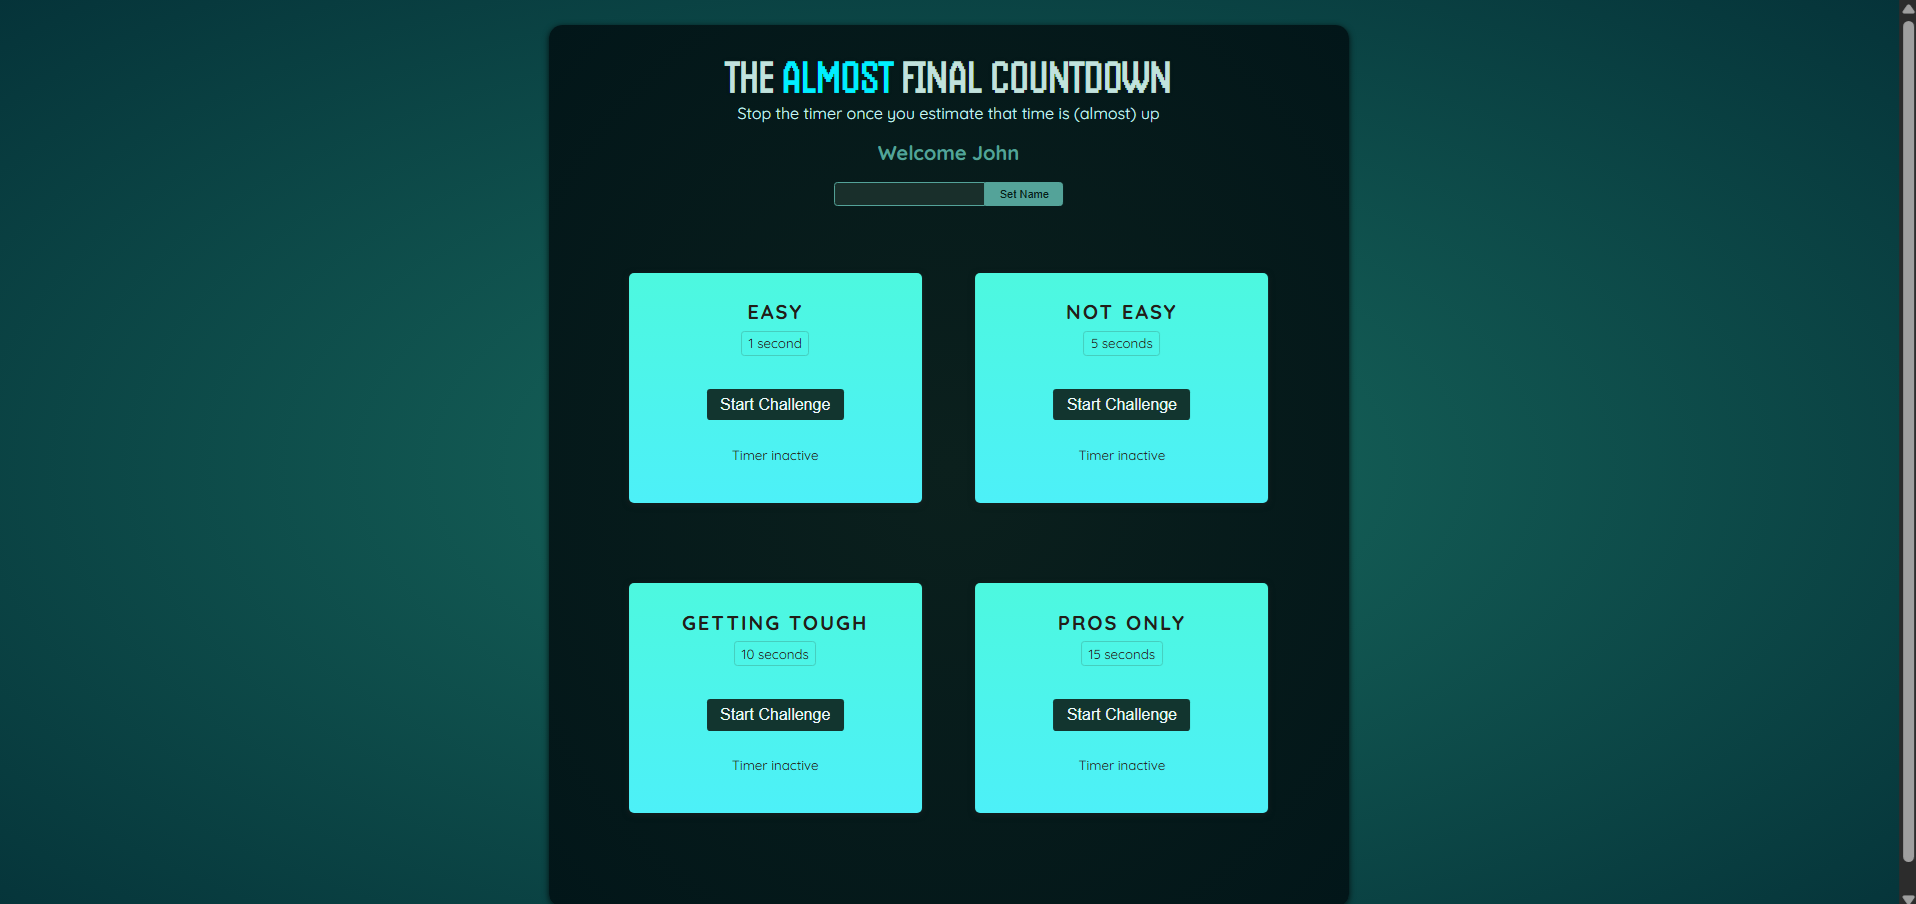 THE ALMOST FINAL COUNTDOWN
Stop the timer once you estimate that time is (almost) up
Welcome John
Set Name
EASY
1 second
Start Challenge
Timer inactive
NOT EASY
5 seconds
Start Challenge
Timer inactive
GETTING TOUGH
10 seconds
Start Challenge
Timer inactive
PROS ONLY
15 seconds
Start Challenge
Timer inactive